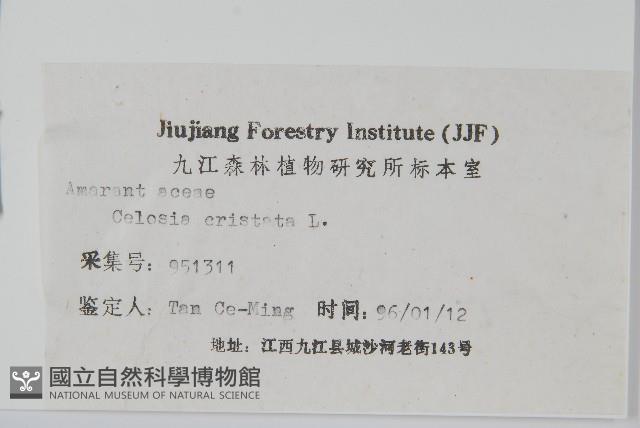 Jiujiang Forestry Institute (JJF)
九江森林植物研究所标本室
Amarant aceae
Celosia cristata L.
采集号: 951311
鉴定人: Tan Ce-Ming 时间: 96/01/12
地址: 江西九江县城沙河老街143号
國立自然科學博物館
NATIONAL MUSEUM OF NATURAL SCIENCE